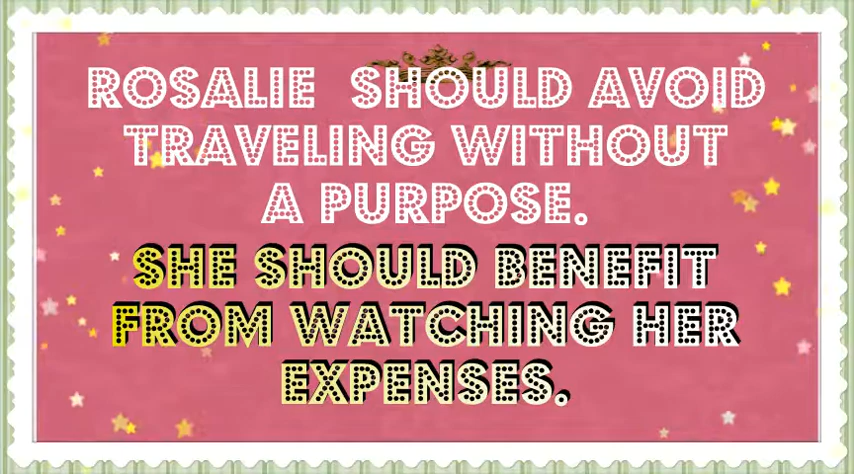 ROSALIE SHOULD AVOID
TRAVELING WITHOUT
A PURPOSE.
SHE SHOULD BENEFIT
FROM WATCHING HER
EXPENSES.